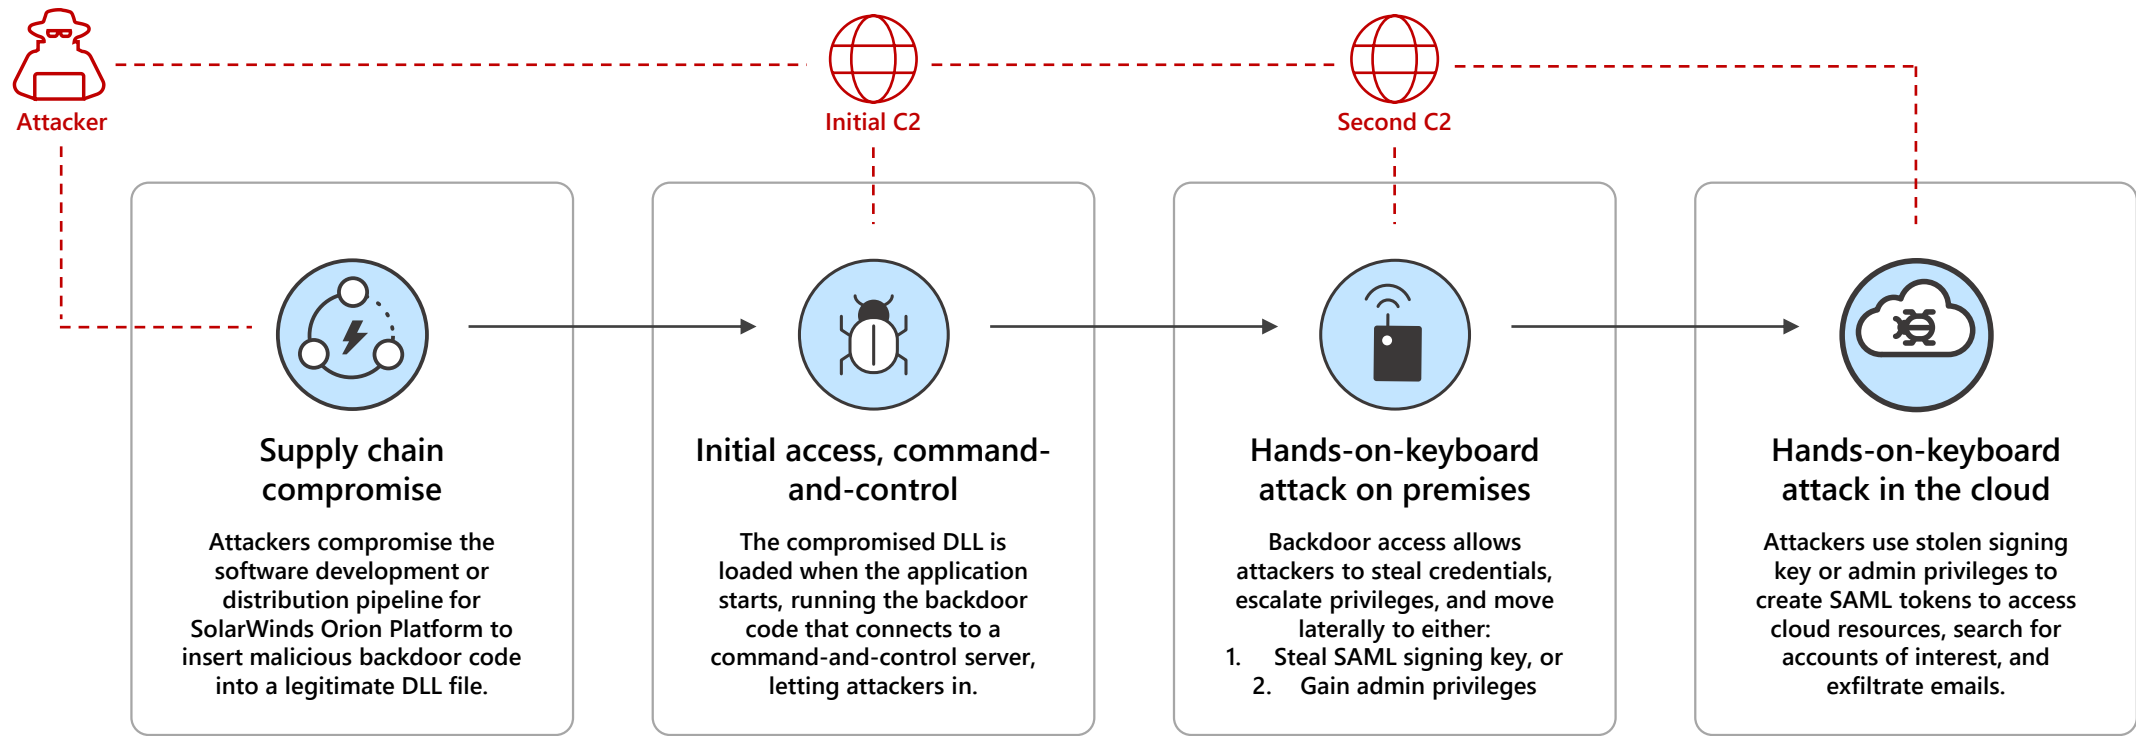 Attacker
Initial C2
Second C2
Supply chain
compromise
Attackers compromise the
software development or
distribution pipeline for
SolarWinds Orion Platform to
insert malicious backdoor code
into a legitimate DLL file.
Initial access, command-
and-control
The compromised DLL is
loaded when the application
starts, running the backdoor
code that connects to a
command-and-control server,
letting attackers in.
Hands-on-keyboard
attack on premises
Backdoor access allows
attackers to steal credentials,
escalate privileges, and move
laterally to either:
1. Steal SAML signing key, or
2. Gain admin privileges
Hands-on-keyboard
attack in the cloud
Attackers use stolen signing
key or admin privileges to
create SAML tokens to access
cloud resources, search for
accounts of interest, and
exfiltrate emails.